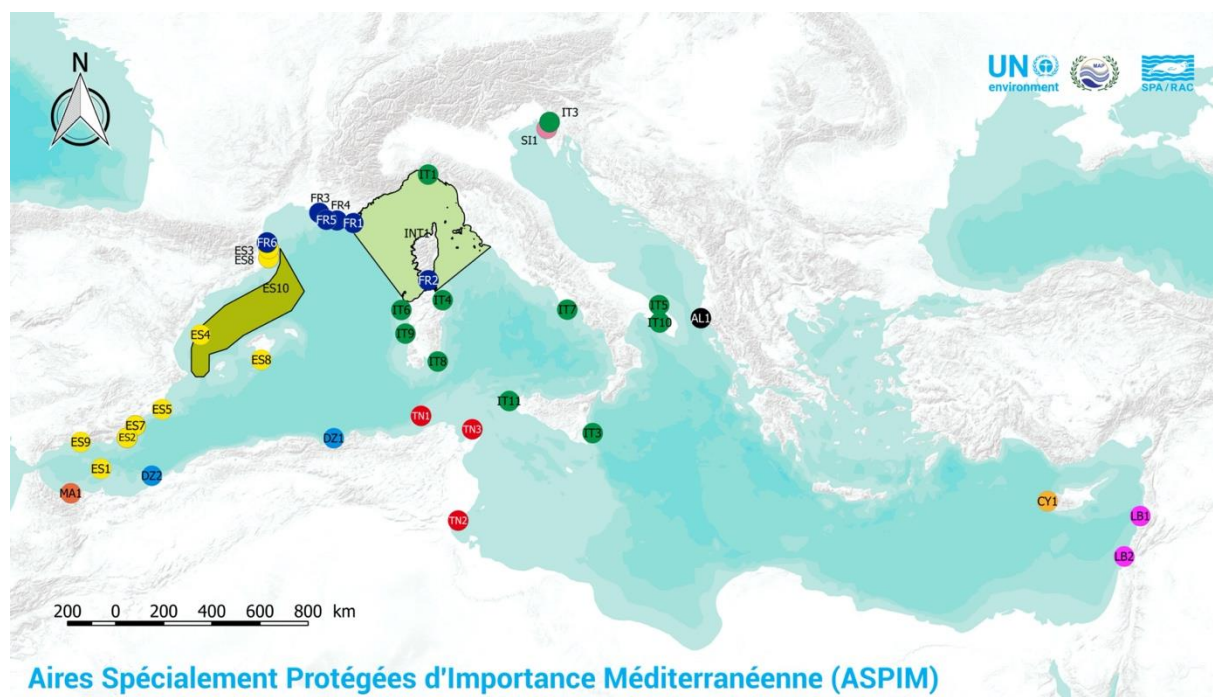 N
UN
environment
MAP
SPA/RAC
IT3
SI1
IT1
FR3
FR4
FR5
FR1
INT1
FR6
ES3
ES8
FR2
ES10
IT4
IT6
IT7
IT5
IT10
AL1
IT9
ES4
ES8
IT8
IT11
ES5
TN1
ES7
TN3
IT3
ES2
ES9
DZ1
ES1
DZ2
MA1
CY1
LB1
TN2
LB2
200 0 200 400 600 800 km
Aires Spécialement Protégées d'Importance Méditerranéenne (ASPIM)